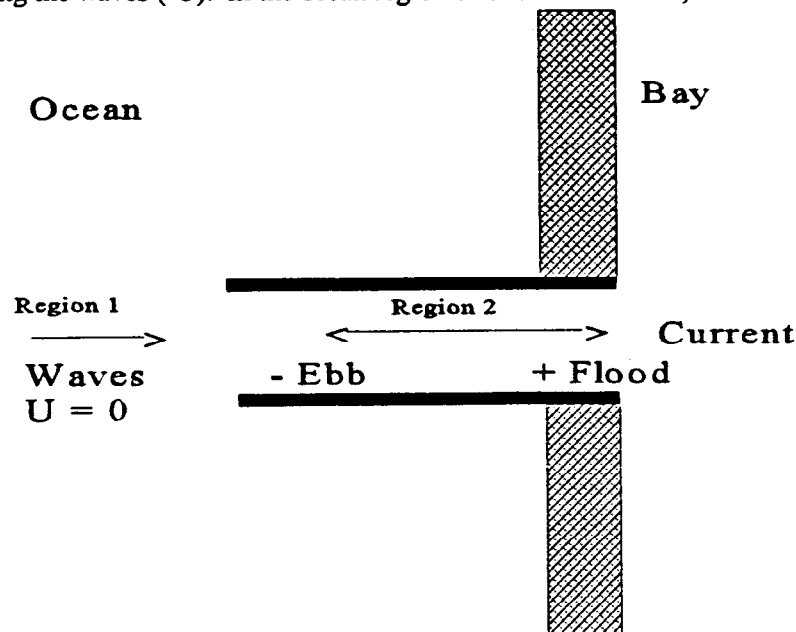 Ocean
Bay
Region 1
Region 2
Current
Waves
- Ebb
+ Flood
U = 0